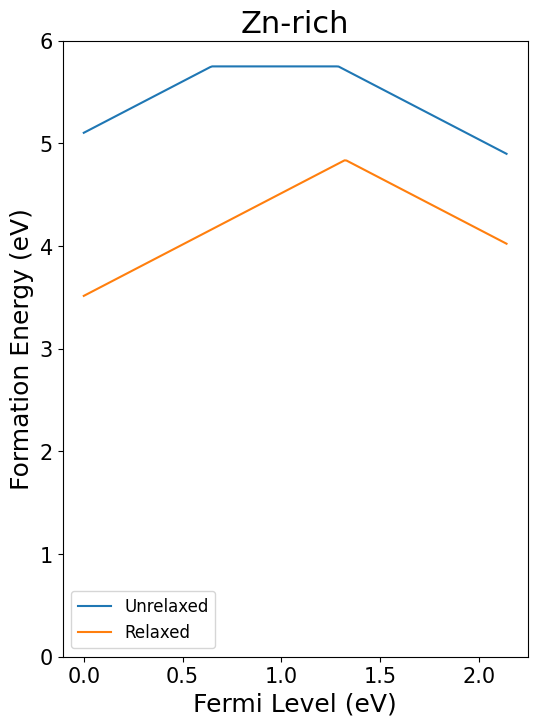 Zn-rich
Formation Energy (eV)
6
5
4
3
2
1
0
Unrelaxed
Relaxed
0.0 0.5 1.0 1.5 2.0
Fermi Level (eV)